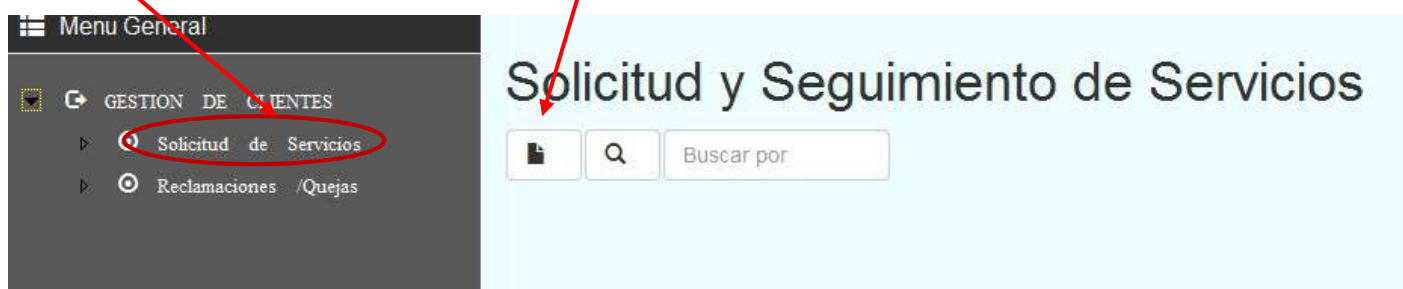 Menu General
GESTION DE CLIENTES
Solicitud de Servicios
Reclamaciones /Quejas
Solicitud y Seguimiento de Servicios
Buscar por